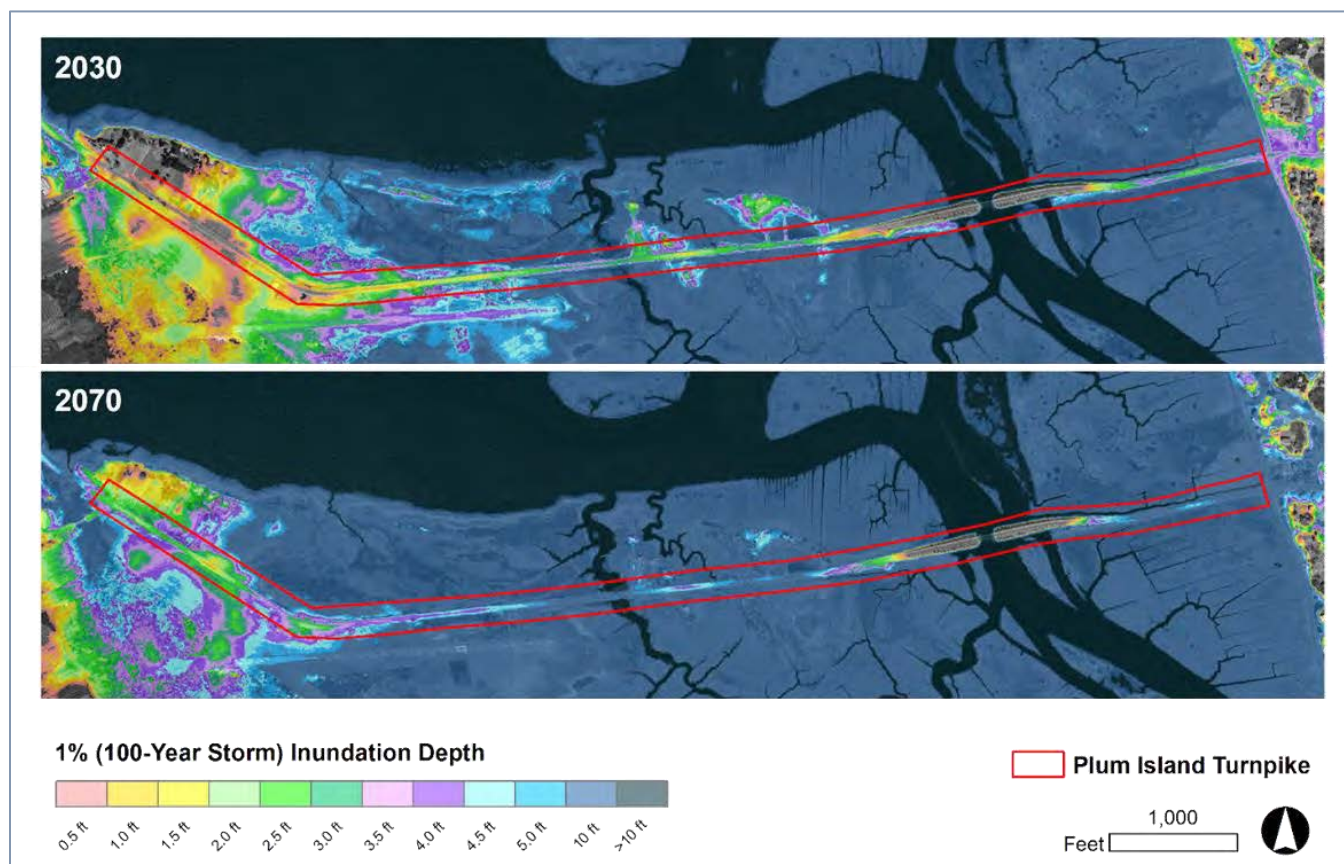 2030
2070
1% (100-Year Storm) Inundation Depth
0.5 ft
1.0 ft
1.5 ft
2.0 ft
2.5 ft
3.0 ft
3.5 ft
4.0 ft
4.5 ft
5.0 ft
10 ft
>10 ft
Plum Island Turnpike
1,000
Feet